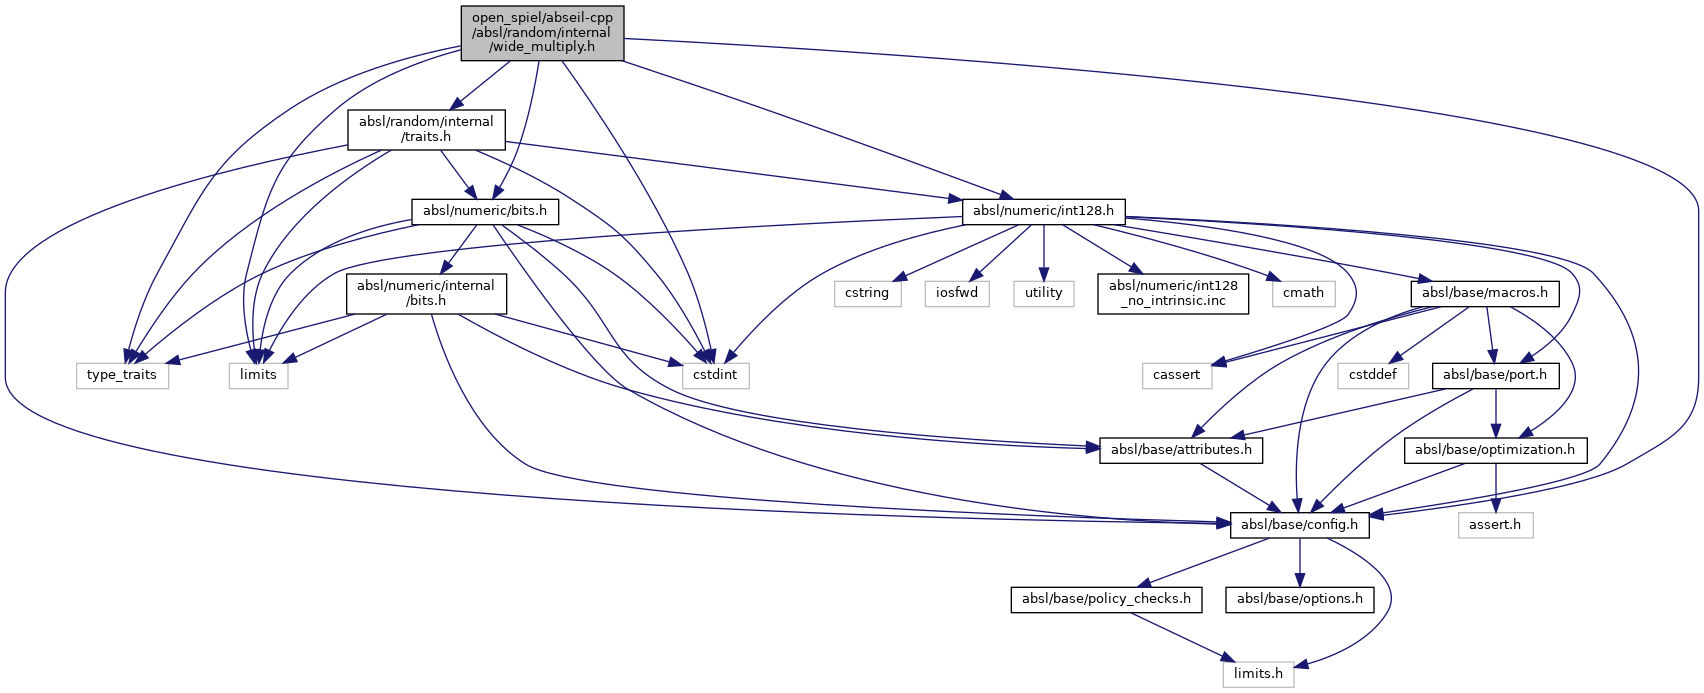 open_spiel/abseil-cpp
/absl/random/internal
/wide_multiply.h
absl/random/internal
/traits.h
absl/numeric/bits.h
absl/numeric/int128.h
absl/numeric/internal
/bits.h
cstring
iosfwd
utility
absl/numeric/int128
_no_intrinsic.inc
cmath
absl/base/macros.h
type_traits
limits
cstdint
cassert
cstddef
absl/base/port.h
absl/base/attributes.h
absl/base/optimization.h
absl/base/config.h
assert.h
absl/base/policy_checks.h
absl/base/options.h
limits.h